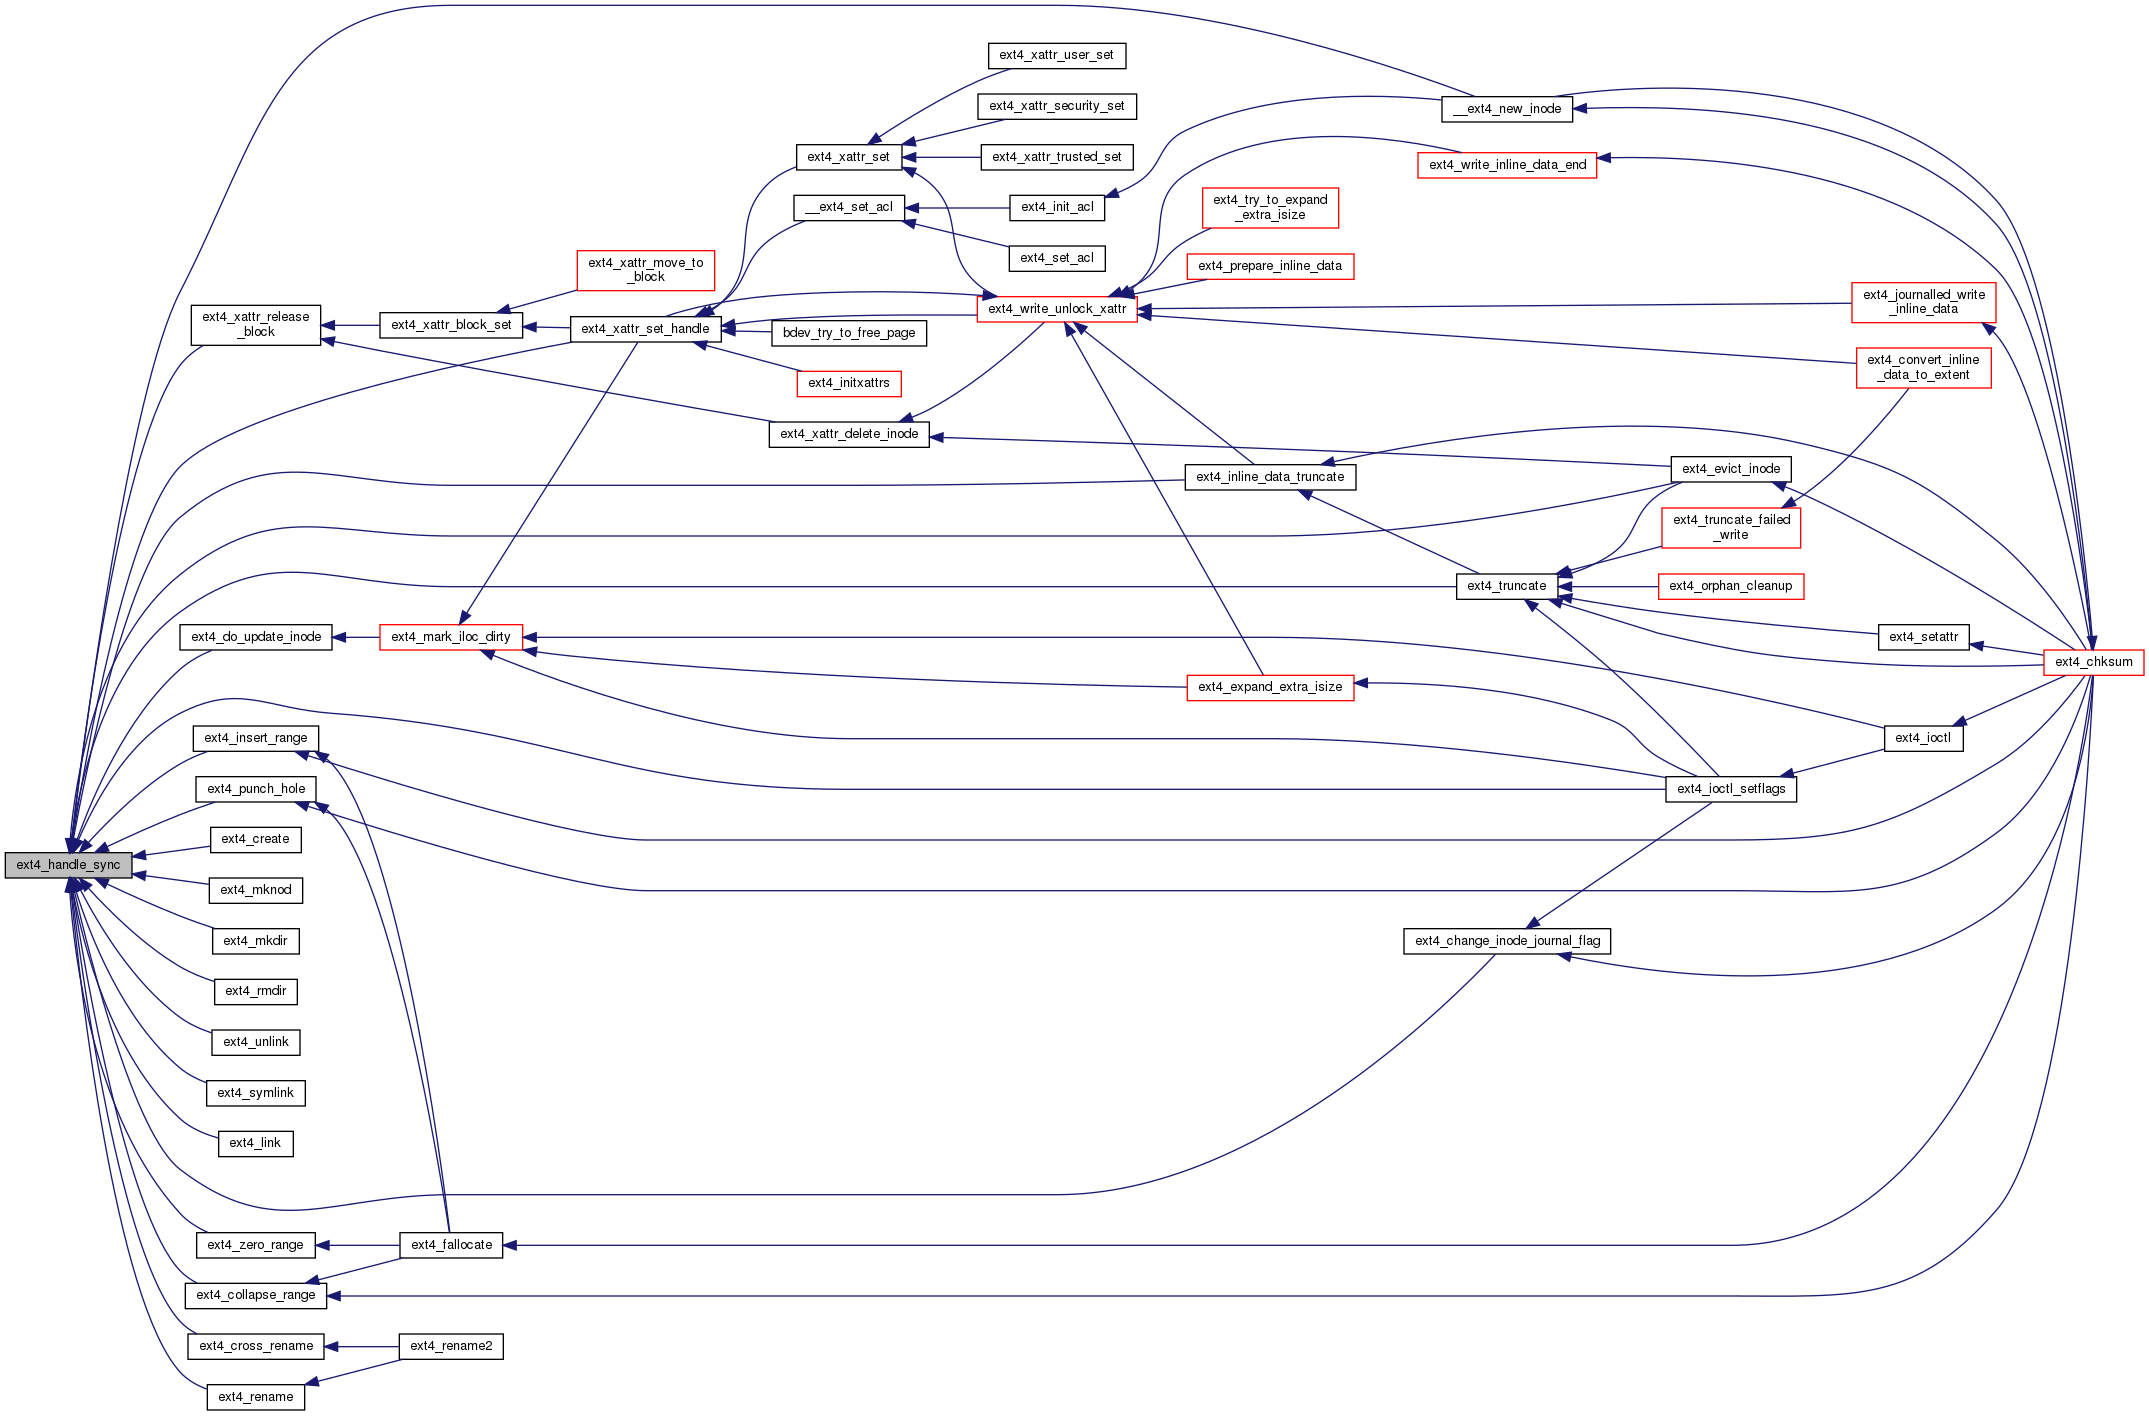 ext4_xattr_user_set
ext4_xattr_security_set
__ext4_new_inode
ext4_xattr_set
ext4_xattr_trusted_set
ext4_write_inline_data_end
__ext4_set_acl
ext4_init_acl
ext4_try_to_expand
_extra_isize
ext4_set_acl
ext4_prepare_inline_data
ext4_xattr_move_to
_block
ext4_write_unlock_xattr
ext4_journalled_write
_inline_data
ext4_xattr_release
_block
ext4_xattr_block_set
ext4_xattr_set_handle
bdev_try_to_free_page
ext4_convert_inline
_data_to_extent
ext4_initxattrs
ext4_xattr_delete_inode
ext4_inline_data_truncate
ext4_evict_inode
ext4_truncate_failed
_write
ext4_truncate
ext4_orphan_cleanup
ext4_do_update_inode
ext4_mark_iloc_dirty
ext4_setattr
ext4_chksum
ext4_expand_extra_isize
ext4_insert_range
ext4_ioctl
ext4_punch_hole
ext4_ioctl_setflags
ext4_create
ext4_handle_sync
ext4_mknod
ext4_mkdir
ext4_change_inode_journal_flag
ext4_rmdir
ext4_unlink
ext4_symlink
ext4_link
ext4_zero_range
ext4_fallocate
ext4_collapse_range
ext4_cross_rename
ext4_rename2
ext4_rename